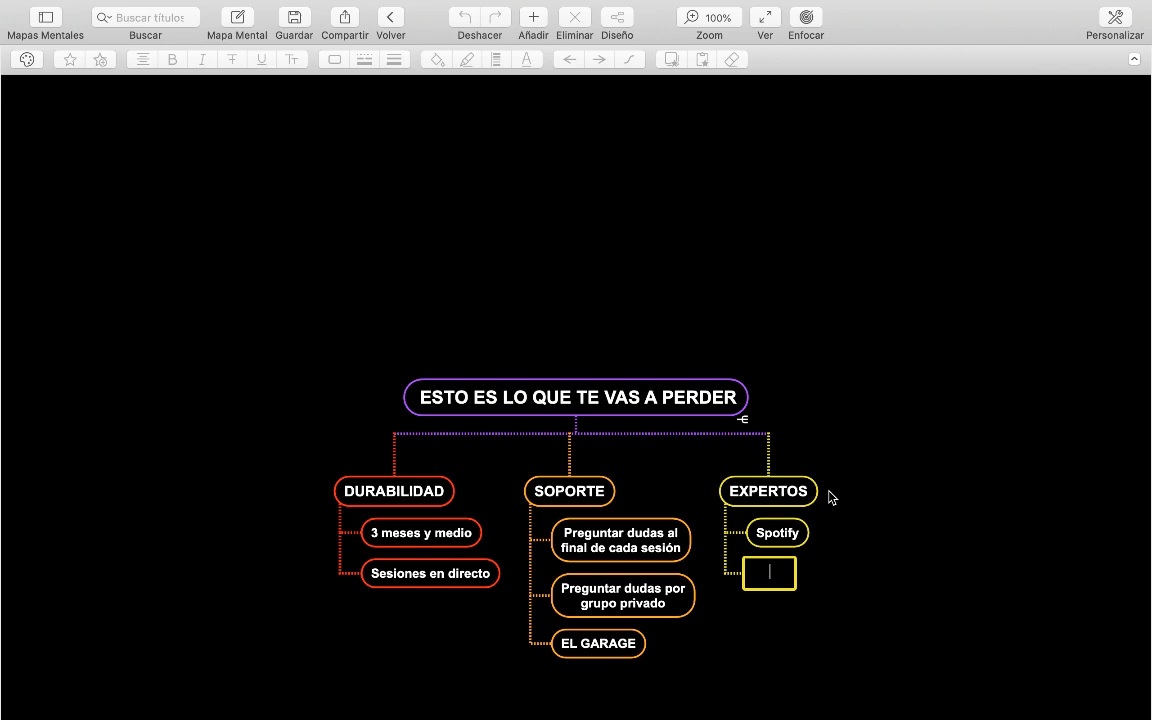 Buscar títulos
100%
Mapas Mentales
Buscar
Mapa Mental
Guardar
Compartir
Volver
Deshacer
Añadir
Eliminar
Diseño
Zoom
Ver
Enfocar
Personalizar
ESTO ES LO QUE TE VAS A PERDER
DURABILIDAD
3 meses y medio
Sesiones en directo
SOPORTE
Preguntar dudas al
final de cada sesión
Preguntar dudas por
grupo privado
EL GARAGE
EXPERTOS
Spotify